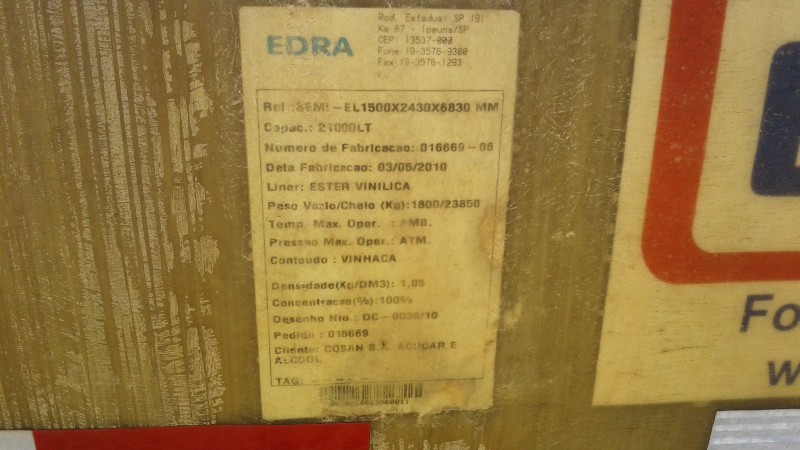 EDRA
Rod. Estadual SP 191
Km 87 - Ipeuna/SP
CEP: 13537-000
Fone 19-3576-9300
Fax 19-3576-1293
Ref.:SEMI-EL1500X2430X6830 MM
Capac.: 21000LT
Numero de Fabricacao: 016669-06
Data Fabricacao: 03/05/2010
Liner: ESTER VINILICA
Peso Vazio/Cheio (Kg):1800/23850
Temp. Max. Oper. : AMB.
Pressao Max. Oper.: ATM.
Conteudo : VINHACA
Densidade(Kg/DM3): 1,05
Concentracao(%):100%
Desenho Nro.: DC-0036/10
Pedido : 016669
Cliente: COSAN S.A. ACUCAR E
ALCOOL
TAG:
Fo
w